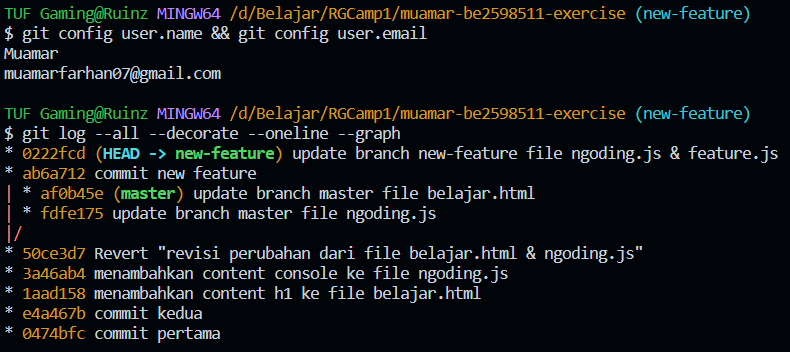 TUF Gaming@Ruinz MINGW64 /d/Belajar/RGCamp1/muamar-be2598511-exercise (new-feature)
$ git config user.name && git config user.email
Muamar
muamarfarhan07@gmail.com
TUF Gaming@Ruinz MINGW64 /d/Belajar/RGCamp1/muamar-be2598511-exercise (new-feature)
$ git log --all --decorate --oneline --graph
* 0222fcd (HEAD -> new-feature) update branch new-feature file ngoding.js & feature.js
* ab6a712 commit new feature
| * af0b45e (master) update branch master file belajar.html
| * fdfe175 update branch master file ngoding.js
|/
* 50ce3d7 Revert "revisi perubahan dari file belajar.html & ngoding.js"
* 3a46ab4 menambahkan content console ke file ngoding.js
* 1aad158 menambahkan content h1 ke file belajar.html
* e4a467b commit kedua
* 0474bfc commit pertama